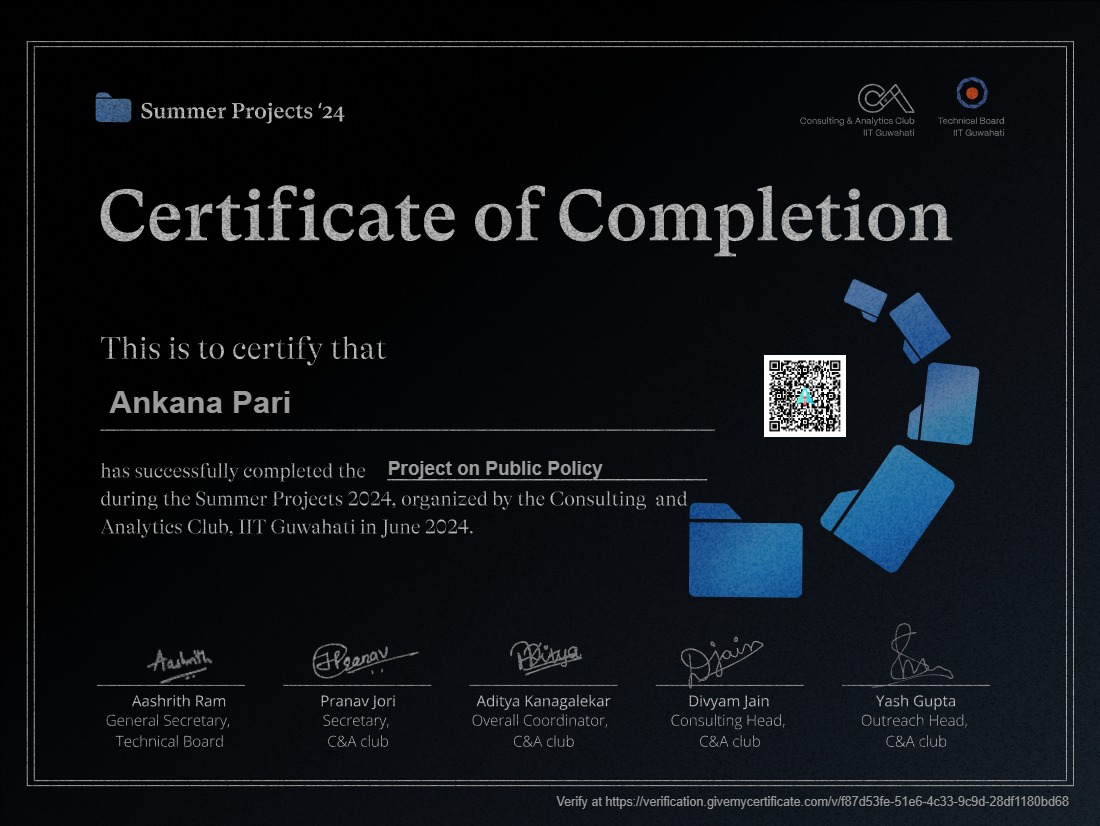 Summer Projects '24
Consulting & Analytics Club
IIT Guwahati
Technical Board
IIT Guwahati
Certificate of Completion
This is to certify that
Ankana Pari
has successfully completed the Project on Public Policy
during the Summer Projects 2024, organized by the Consulting and
Analytics Club, IIT Guwahati in June 2024.
Aashrith
Pranav
Aditya
Djain
Aashrith Ram
General Secretary,
Technical Board
Pranav Jori
Secretary,
C&A club
Aditya Kanagalekar
Overall Coordinator,
C&A club
Divyam Jain
Consulting Head,
C&A club
Yash Gupta
Outreach Head,
C&A club
Verify at https://verification.givemycertificate.com/v/f87d53fe-51e6-4c33-9c9d-28df1180bd68